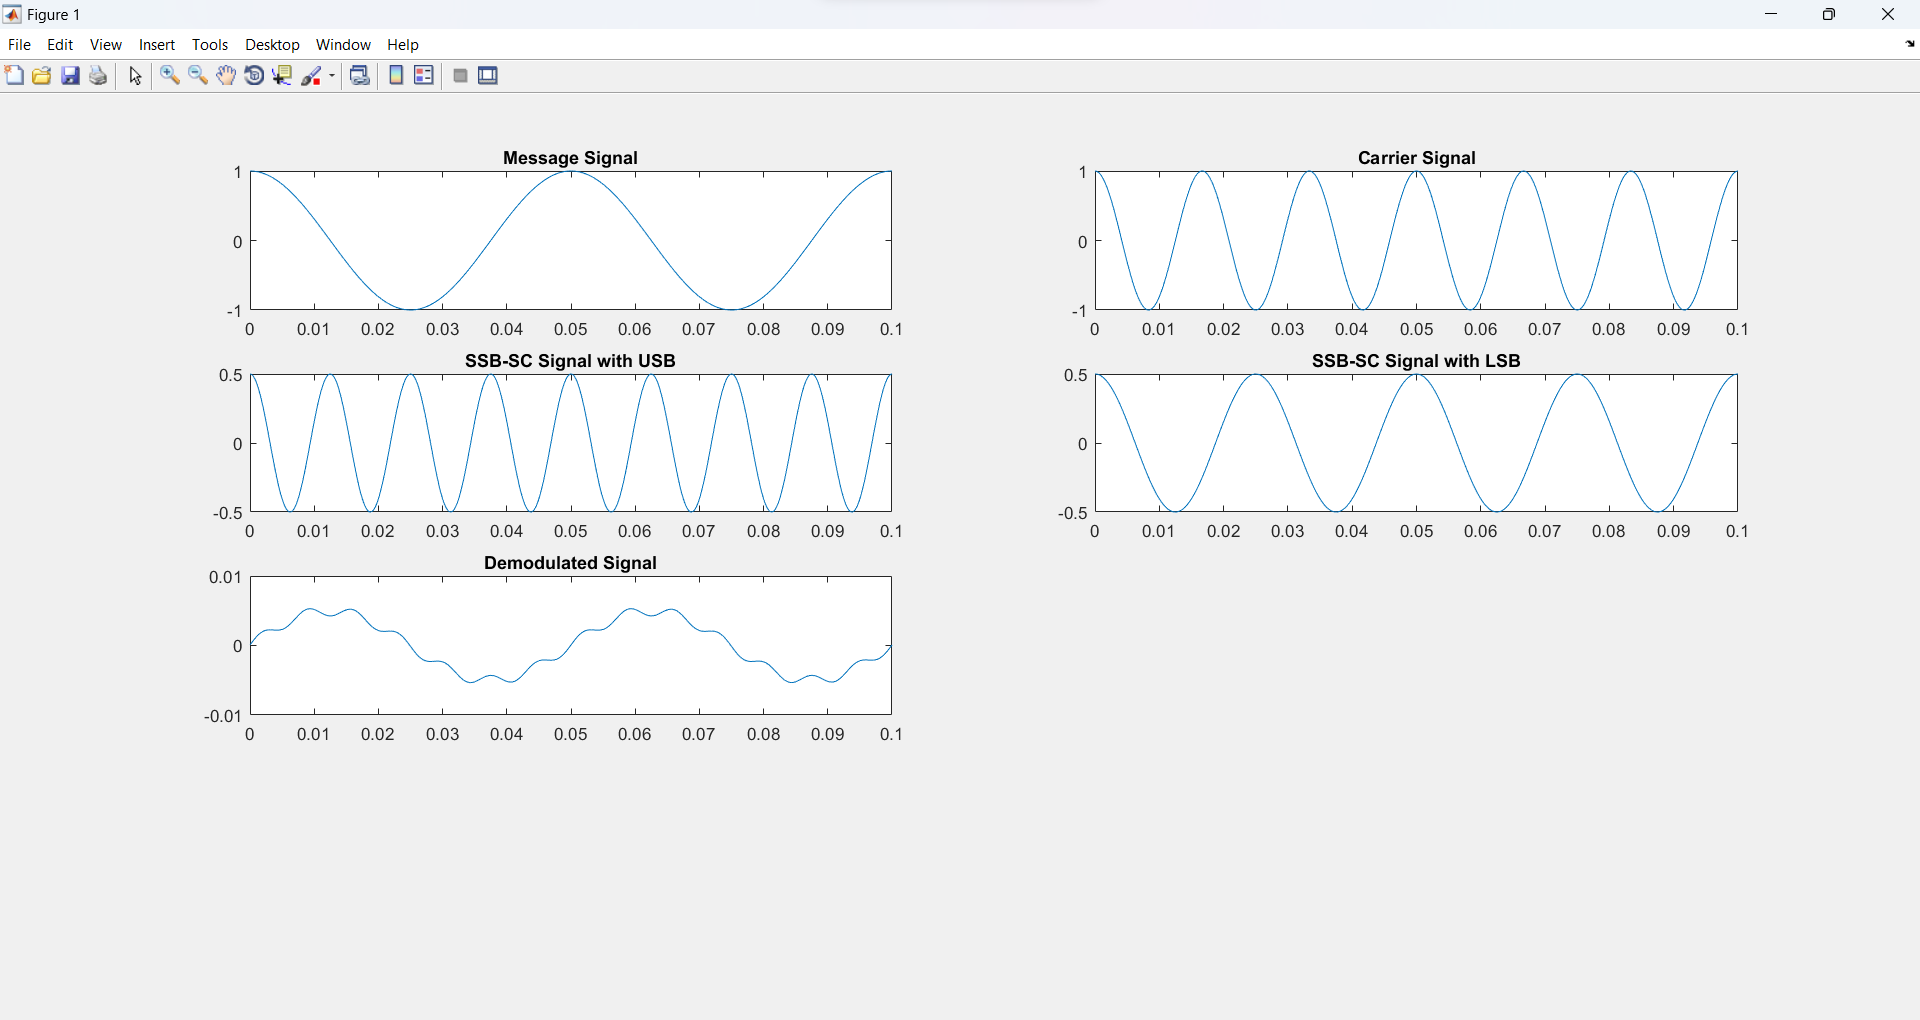 Figure 1
File Edit View Insert Tools Desktop Window Help
Message Signal
1
0
-1
0 0.01 0.02 0.03 0.04 0.05 0.06 0.07 0.08 0.09 0.1
Carrier Signal
1
0
-1
0 0.01 0.02 0.03 0.04 0.05 0.06 0.07 0.08 0.09 0.1
SSB-SC Signal with USB
0.5
0
-0.5
0 0.01 0.02 0.03 0.04 0.05 0.06 0.07 0.08 0.09 0.1
SSB-SC Signal with LSB
0.5
0
-0.5
0 0.01 0.02 0.03 0.04 0.05 0.06 0.07 0.08 0.09 0.1
Demodulated Signal
0.01
0
-0.01
0 0.01 0.02 0.03 0.04 0.05 0.06 0.07 0.08 0.09 0.1